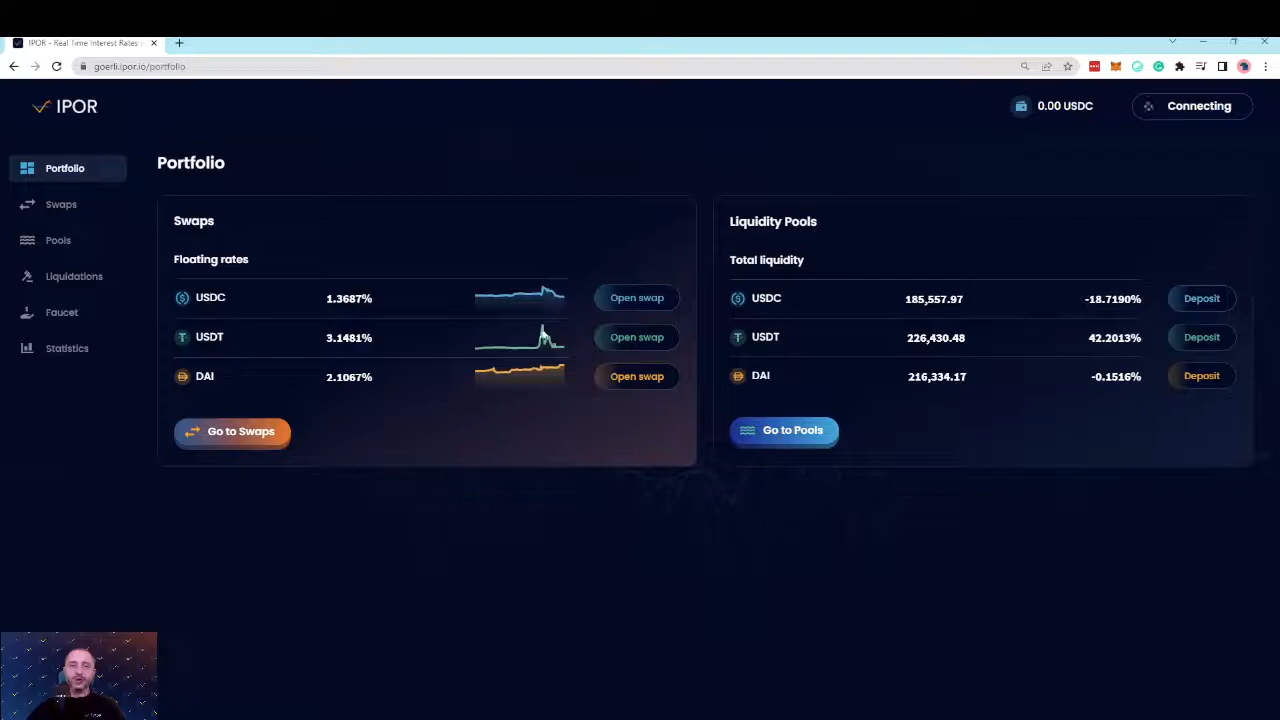 IPOR - Real Time Interest Rates
goerli.ipor.io/portfolio
IPOR
0.00 USDC
Connecting
Portfolio
Swaps
Pools
Liquidations
Faucet
Statistics
Portfolio
Swaps
Floating rates
USDC 1.3687% Open swap
USDT 3.1481% Open swap
DAI 2.1067% Open swap
Go to Swaps
Liquidity Pools
Total liquidity
USDC 185,557.97 -18.7190% Deposit
USDT 226,430.48 42.2013% Deposit
DAI 216,334.17 -0.1516% Deposit
Go to Pools